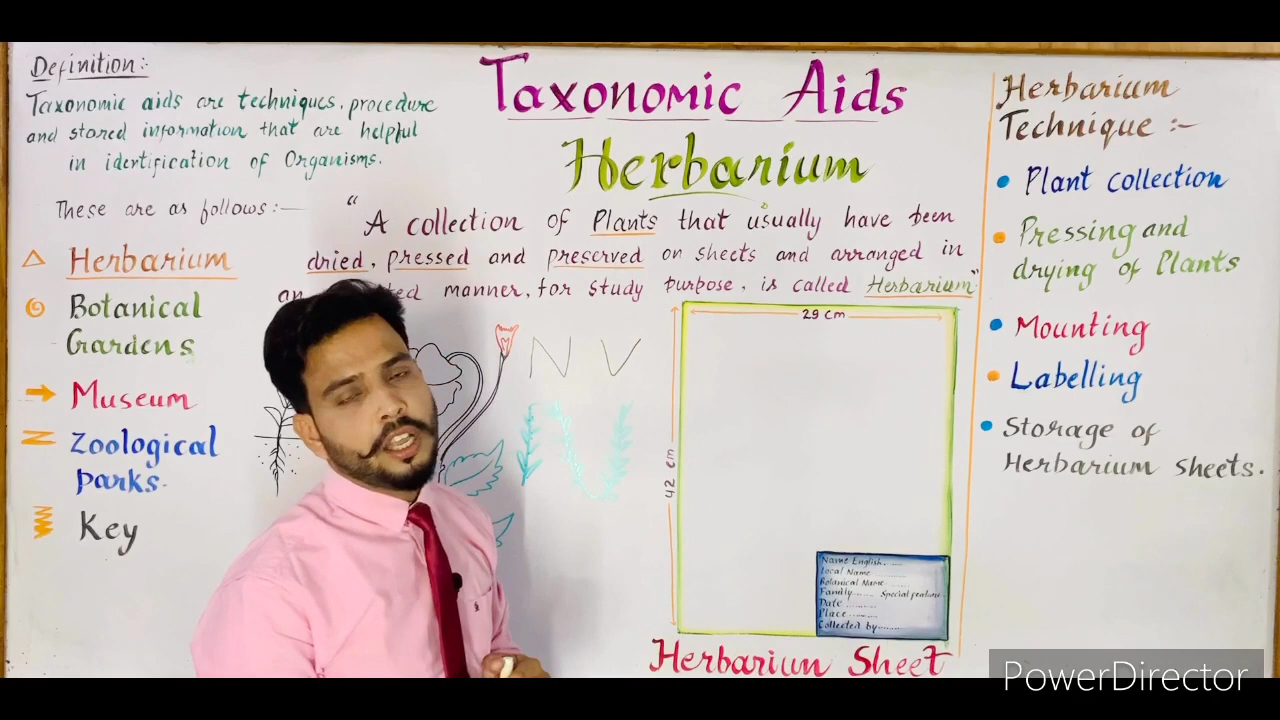 Definition:-
Taxonomic aids are techniques, procedure
and stored information that are helpful
in identification of Organisms.
These are as follows:-
Herbarium
Botanical
Gardens
Museum
Zoological
parks.
Key
Taxonomic Aids
Herbarium
"A collection of Plants that usually have been
dried, pressed and preserved on sheets and arranged in
manner, for study purpose, is called Herbarium"
N V
29 cm
42 cm
Name English......
Local Name.......
Botanical Name......
Family...... Special feature..
Date..........
Place.........
Collected by........
Herbarium Sheet
Herbarium
Technique:-
Plant collection
Pressing and
drying of Plants
Mounting
Labelling
Storage of
Herbarium sheets.
PowerDirector